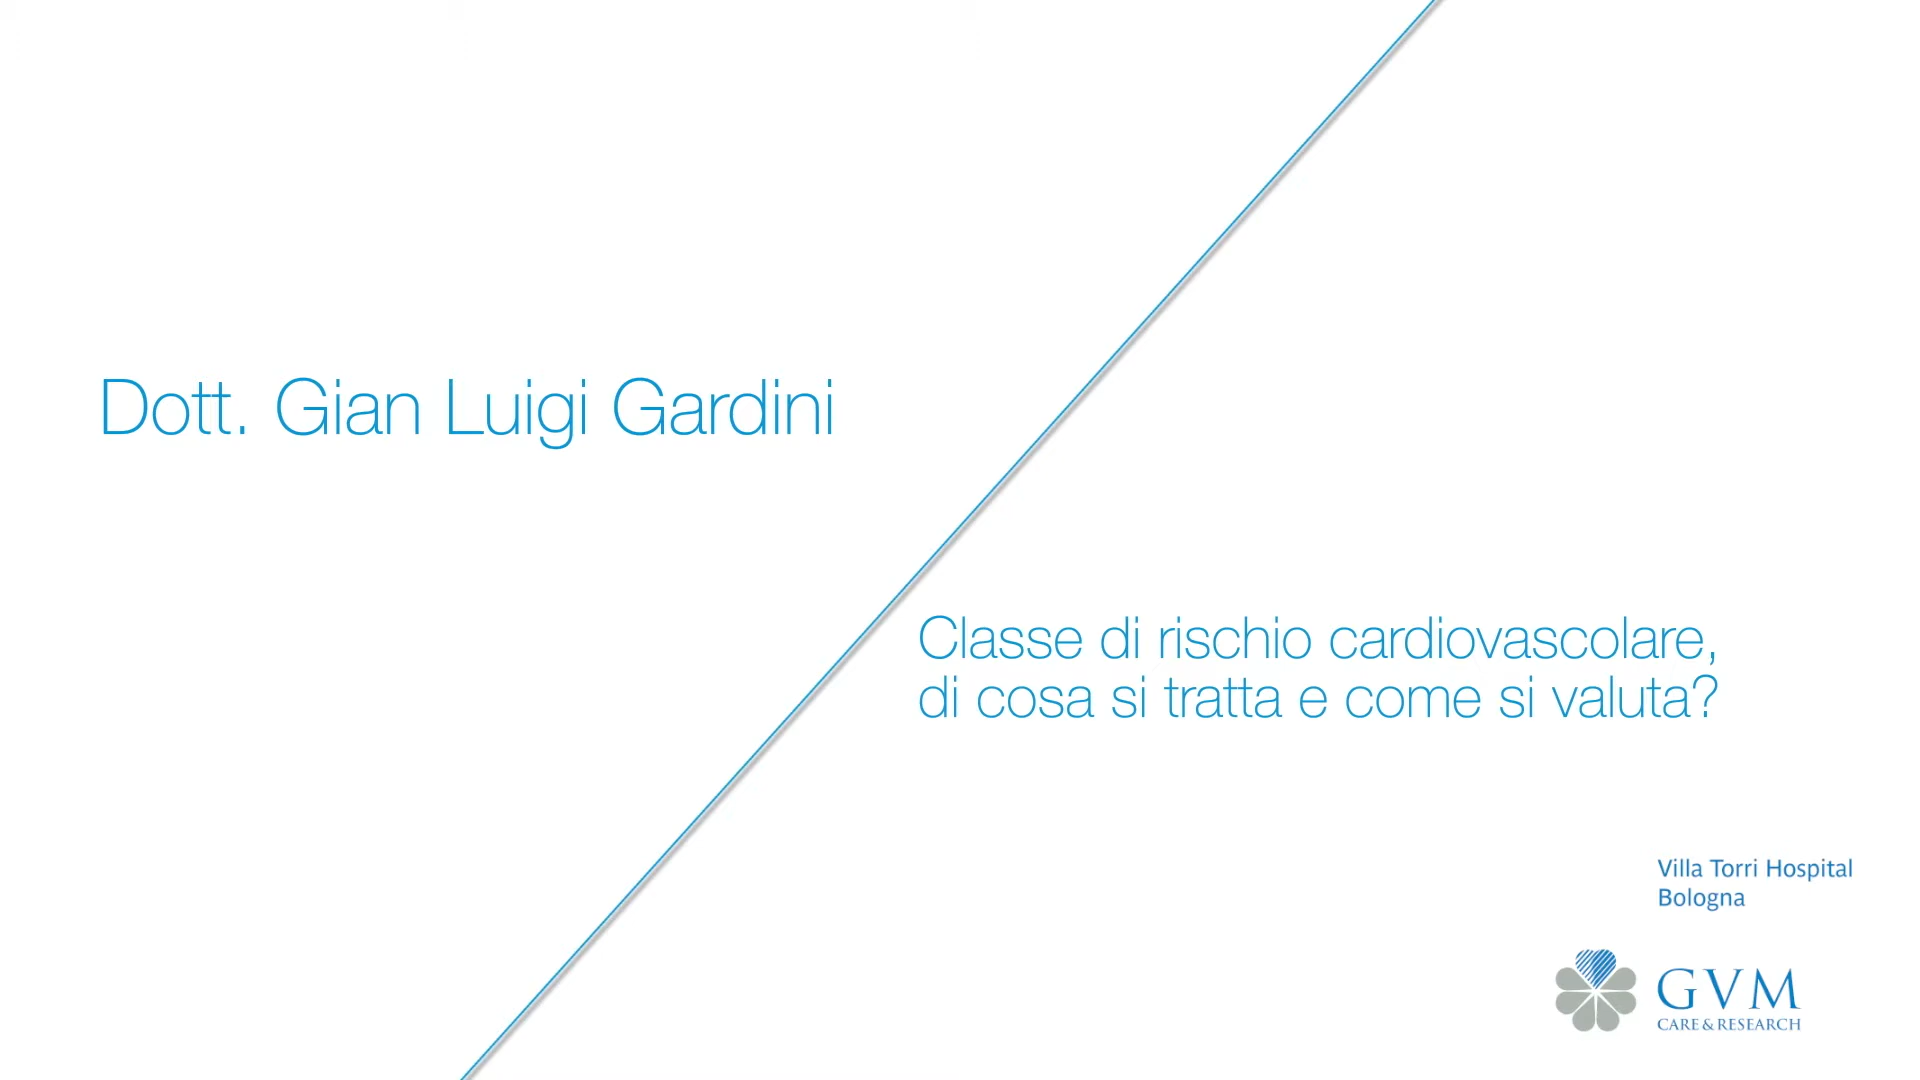 Dott. Gian Luigi Gardini
Classe di rischio cardiovascolare,
di cosa si tratta e come si valuta?
Villa Torri Hospital
Bologna
GVM
CARE & RESEARCH